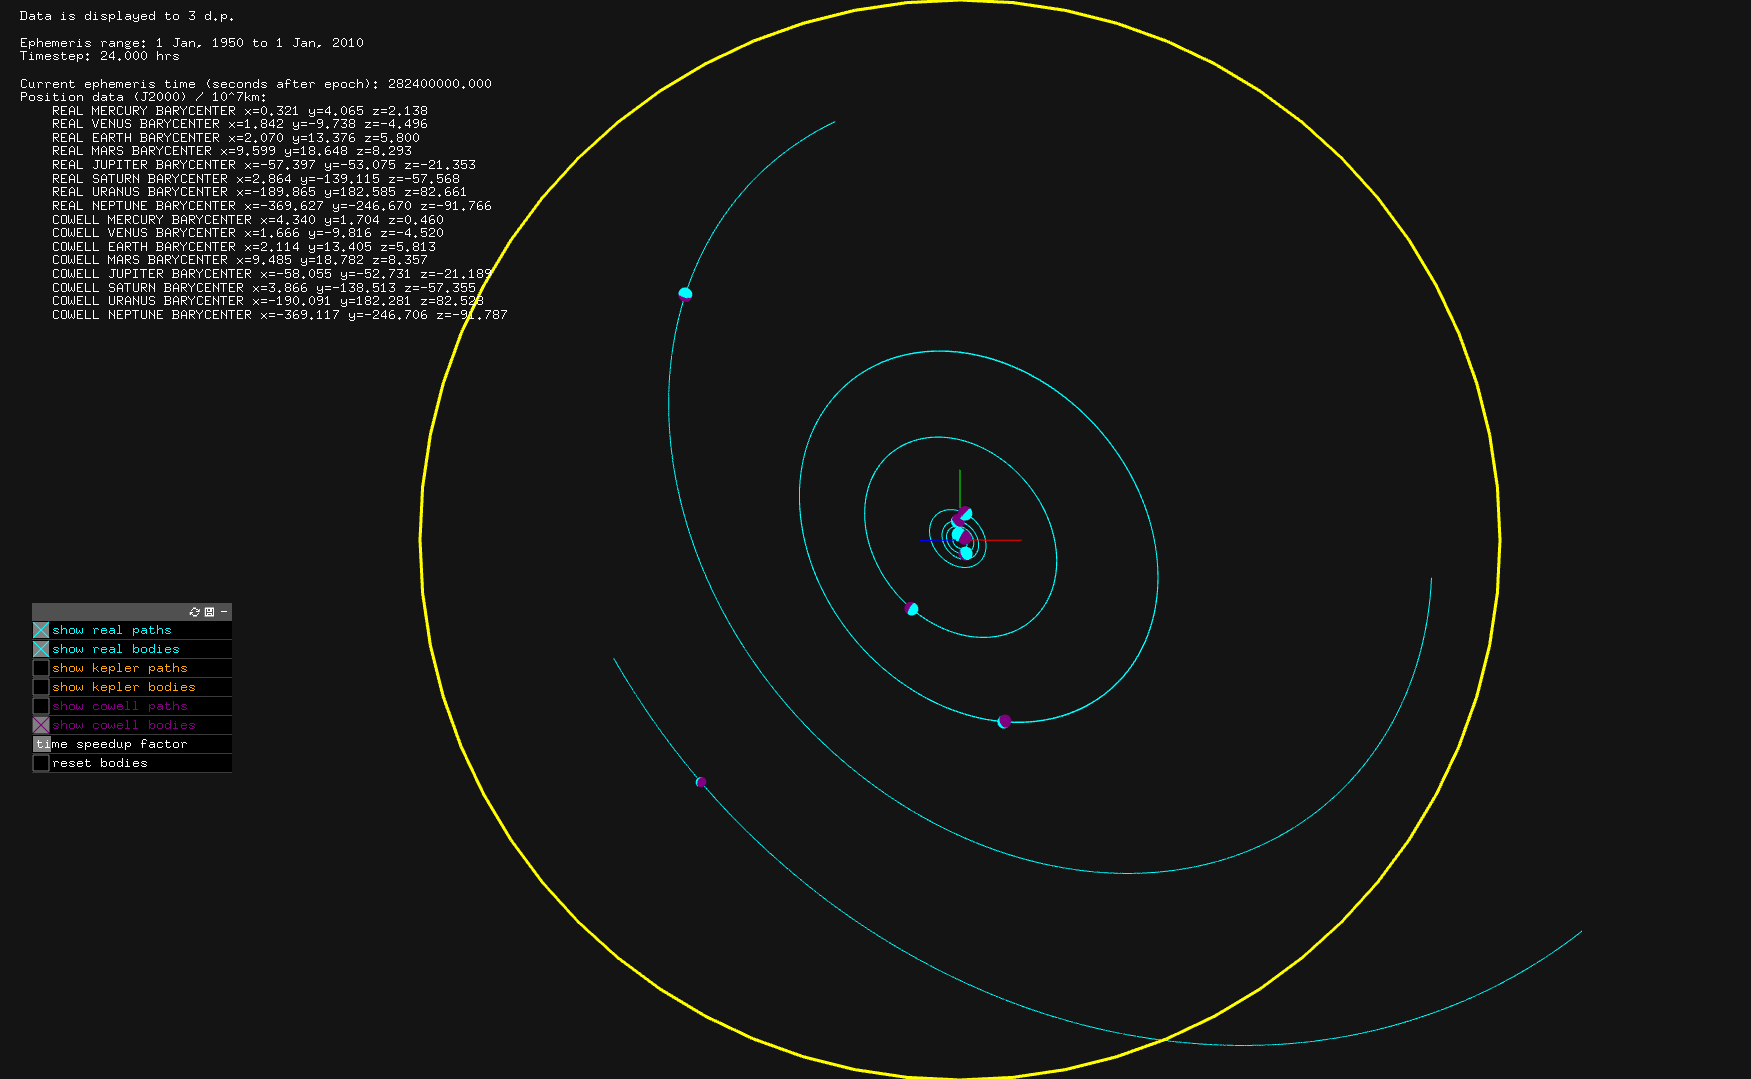 Data is displayed to 3 d.p.
Ephemeris range: 1 Jan, 1950 to 1 Jan, 2010
Timestep: 24.000 hrs
Current ephemeris time (seconds after epoch): 282400000.000
Position data (J2000) / 10^7km:
REAL MERCURY BARYCENTER x=0.321 y=4.065 z=2.138
REAL VENUS BARYCENTER x=1.842 y=-9.738 z=-4.496
REAL EARTH BARYCENTER x=2.070 y=13.376 z=5.800
REAL MARS BARYCENTER x=9.599 y=18.648 z=8.293
REAL JUPITER BARYCENTER x=-57.397 y=-53.075 z=-21.353
REAL SATURN BARYCENTER x=2.864 y=-139.115 z=-57.568
REAL URANUS BARYCENTER x=-189.865 y=182.585 z=82.661
REAL NEPTUNE BARYCENTER x=-369.627 y=-246.670 z=-91.766
COWELL MERCURY BARYCENTER x=4.340 y=1.704 z=0.460
COWELL VENUS BARYCENTER x=1.666 y=-9.816 z=-4.520
COWELL EARTH BARYCENTER x=2.114 y=13.405 z=5.813
COWELL MARS BARYCENTER x=9.485 y=18.782 z=8.357
COWELL JUPITER BARYCENTER x=-58.055 y=-52.731 z=-21.189
COWELL SATURN BARYCENTER x=3.866 y=-138.513 z=-57.355
COWELL URANUS BARYCENTER x=-190.091 y=182.281 z=82.523
COWELL NEPTUNE BARYCENTER x=-369.117 y=-246.706 z=-91.787
show real paths
show real bodies
show kepler paths
show kepler bodies
show cowell paths
show cowell bodies
time speedup factor
reset bodies